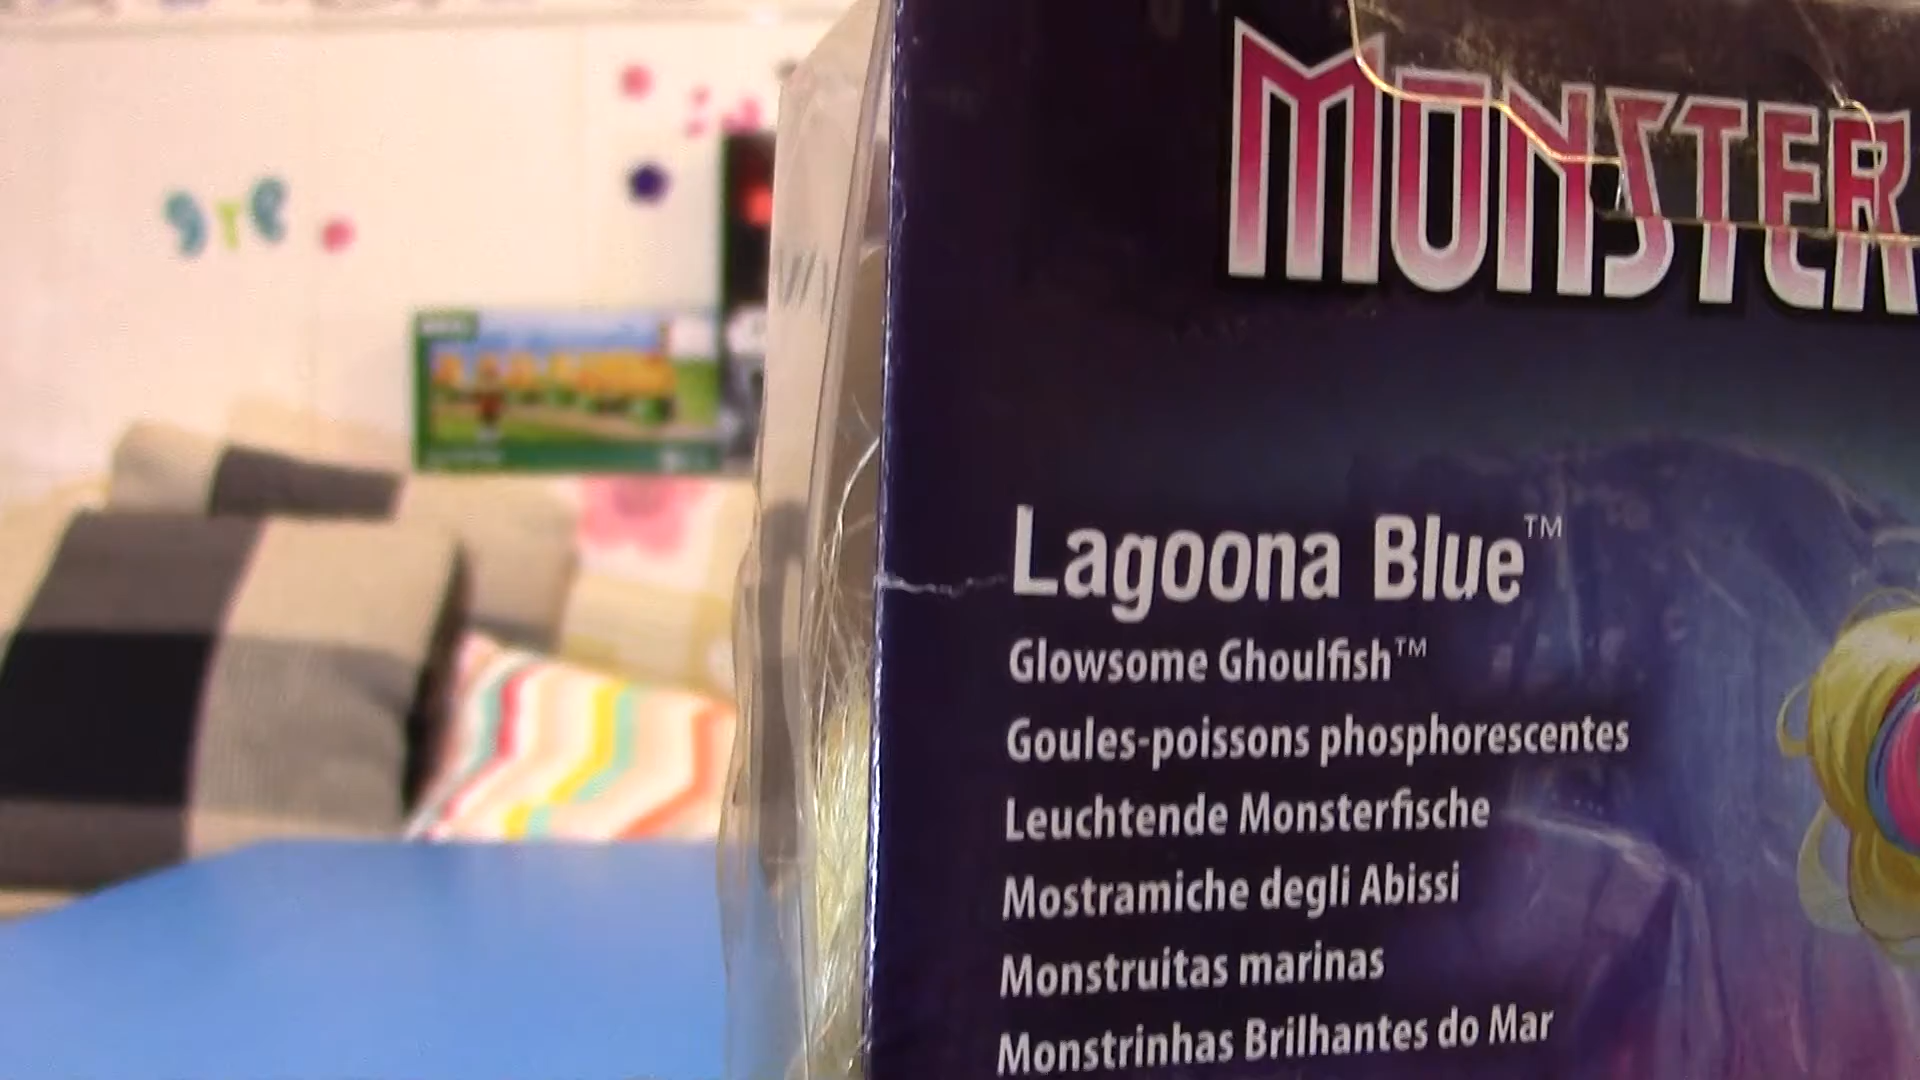 MONSTER
Lagoona Blue™
Glowsome Ghoulfish™
Goules-poissons phosphorescentes
Leuchtende Monsterfische
Mostramiche degli Abissi
Monstruitas marinas
Monstrinhas Brilhantes do Mar